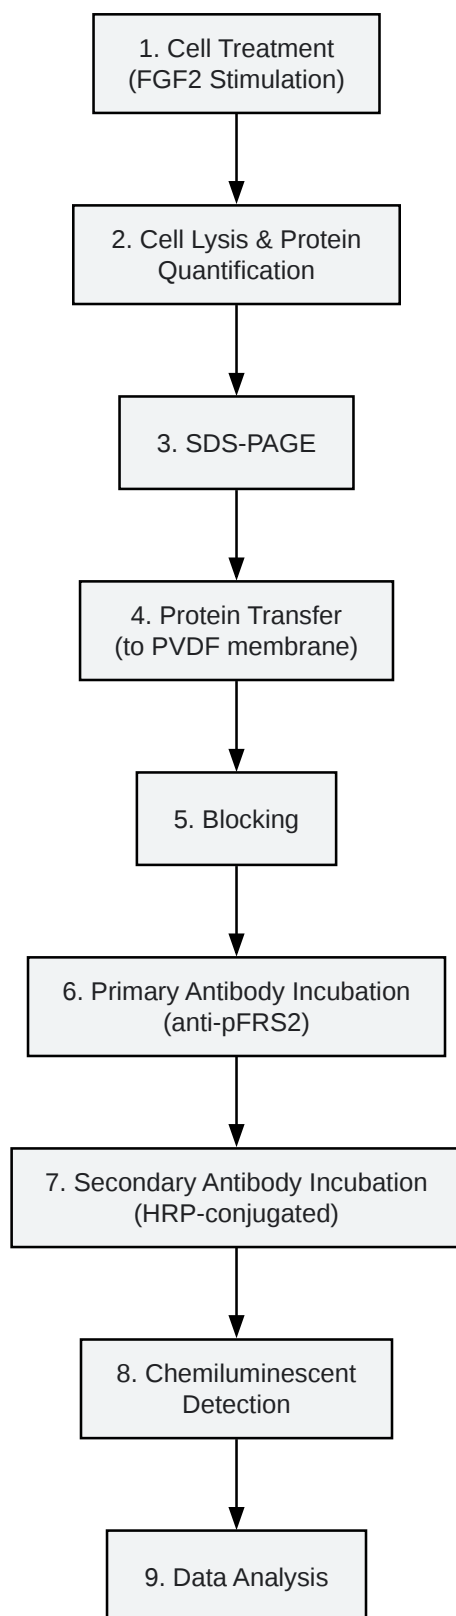 1. Cell Treatment
(FGF2 Stimulation)
2. Cell Lysis & Protein
Quantification
3. SDS-PAGE
4. Protein Transfer
(to PVDF membrane)
5. Blocking
6. Primary Antibody Incubation
(anti-pFRS2)
7. Secondary Antibody Incubation
(HRP-conjugated)
8. Chemiluminescent
Detection
9. Data Analysis